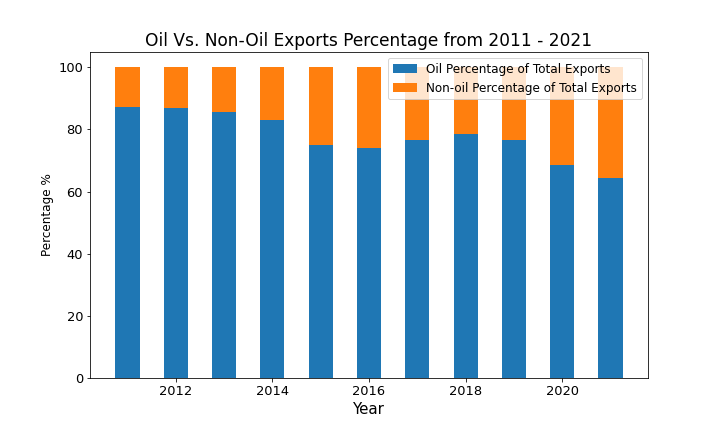 Oil Vs. Non-Oil Exports Percentage from 2011 - 2021
Oil Percentage of Total Exports
Non-oil Percentage of Total Exports
Percentage %
100
80
60
40
20
0
2012 2014 2016 2018 2020
Year